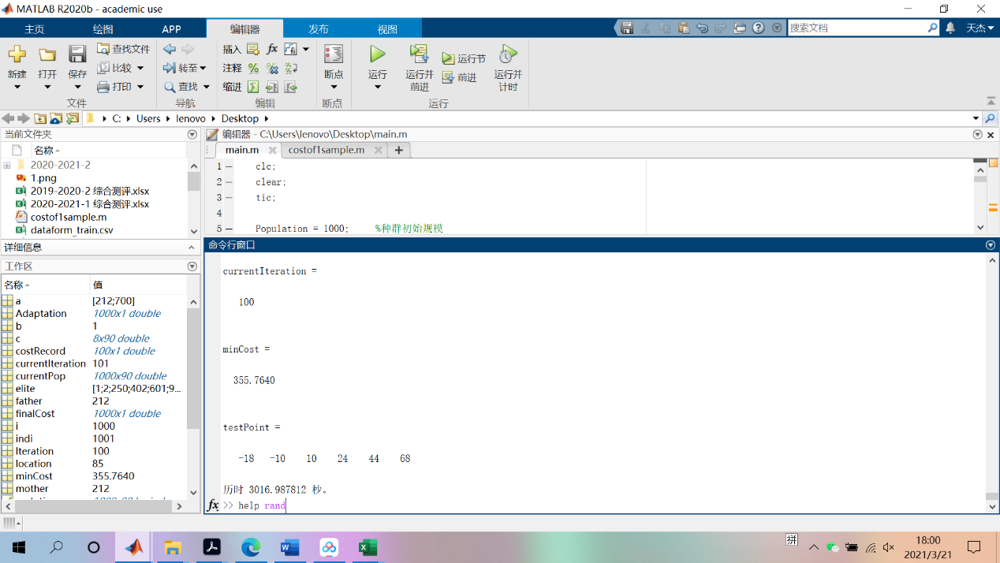 MATLAB R2020b - academic use
主页 绘图 APP 编辑器 发布 视图 搜索文档 天杰
新建 打开 保存 查找文件 比较 打印 转至 查找 插入 fx 注释 缩进 断点 运行 运行并前进 运行节 前进 运行并计时
文件 导航 编辑 断点 运行
C: Users lenovo Desktop
当前文件夹
名称
2020-2021-2
1.png
2019-2020-2 综合测评.xlsx
2020-2021-1 综合测评.xlsx
costof1sample.m
dataform_train.csv
详细信息
工作区
名称 值
a [212;700]
Adaptation 1000x1 double
b 1
c 8x90 double
costRecord 100x1 double
currentIteration 101
currentPop 1000x90 double
elite [1;2;250;402;601;9...
father 212
finalCost 1000x1 double
i 1000
indi 1001
Iteration 100
location 85
minCost 355.7640
mother 212
编辑器 - C:\Users\lenovo\Desktop\main.m
main.m costof1sample.m
1 clc;
2 clear;
3 tic;
4
5 Population = 1000; %种群初始规模
命令行窗口
currentIteration =
100
minCost =
355.7640
testPoint =
-18 -10 10 24 44 68
历时 3016.987812 秒。
fx >> help rand
拼
18:00
2021/3/21